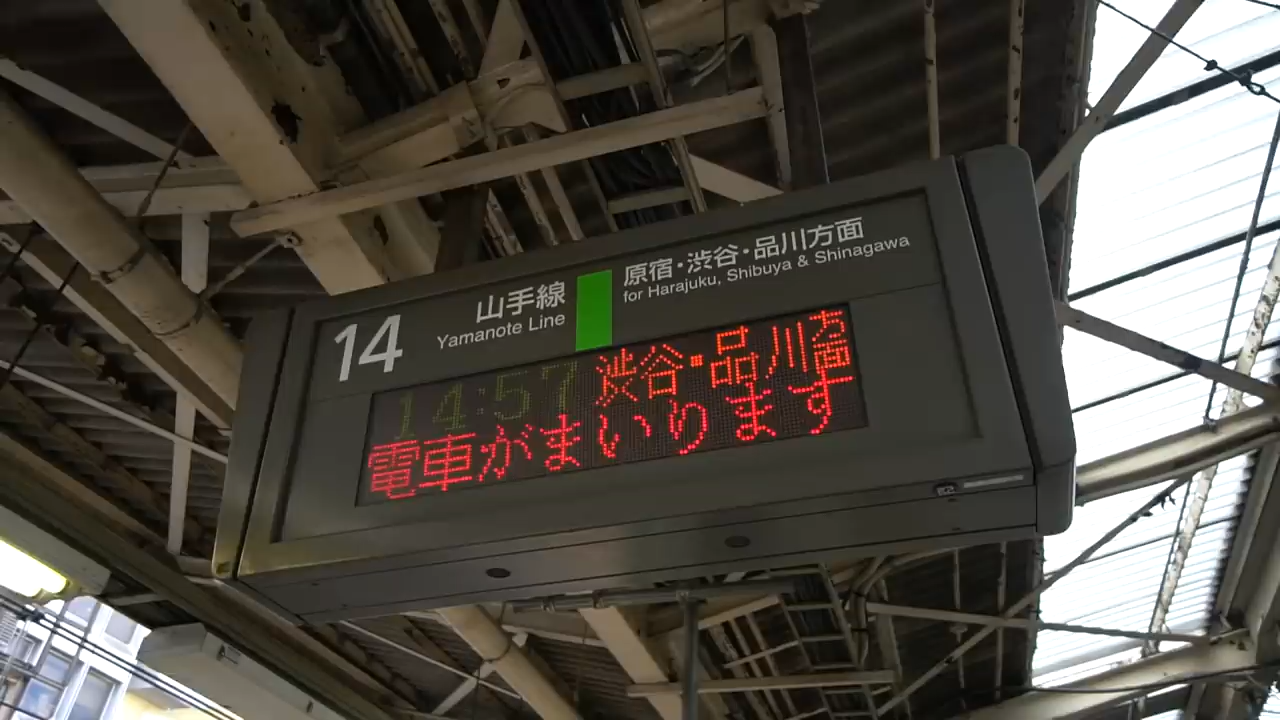 14
山手線
Yamanote Line
原宿・渋谷・品川方面
for Harajuku, Shibuya & Shinagawa
14:57 渋谷・品川方面
電車がまいります